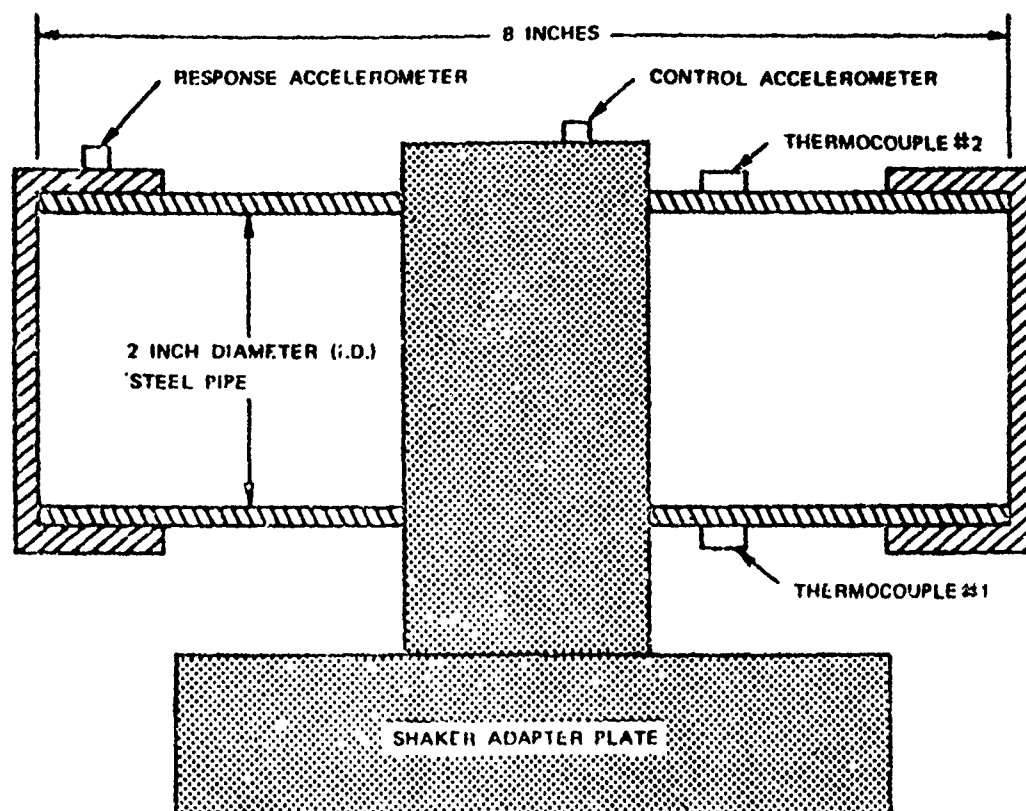 8 INCHES
RESPONSE ACCELEROMETER
CONTROL ACCELEROMETER
THERMOCOUPLE #2
2 INCH DIAMETER (I.D.)
STEEL PIPE
THERMOCOUPLE #1
SHAKER ADAPTER PLATE